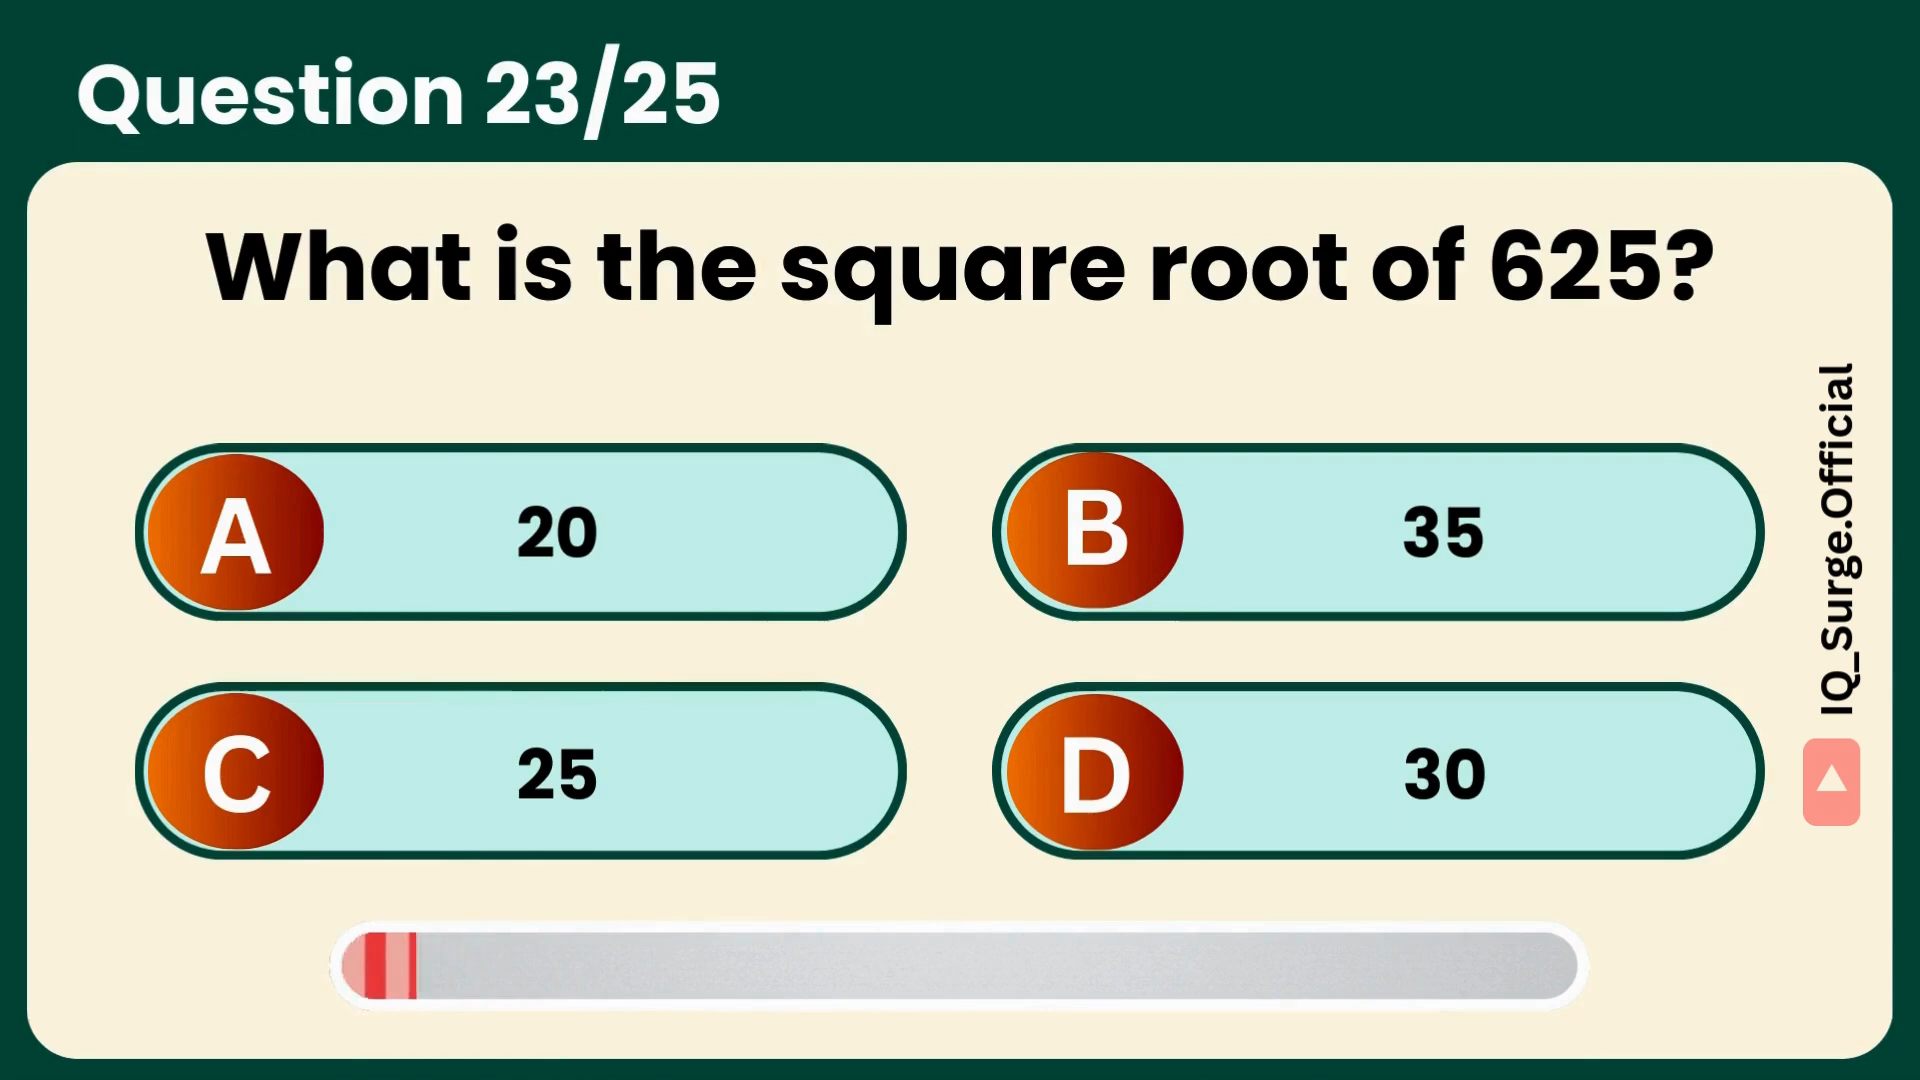 Question 23/25
What is the square root of 625?
A 20
B 35
C 25
D 30
IQ_Surge.Official